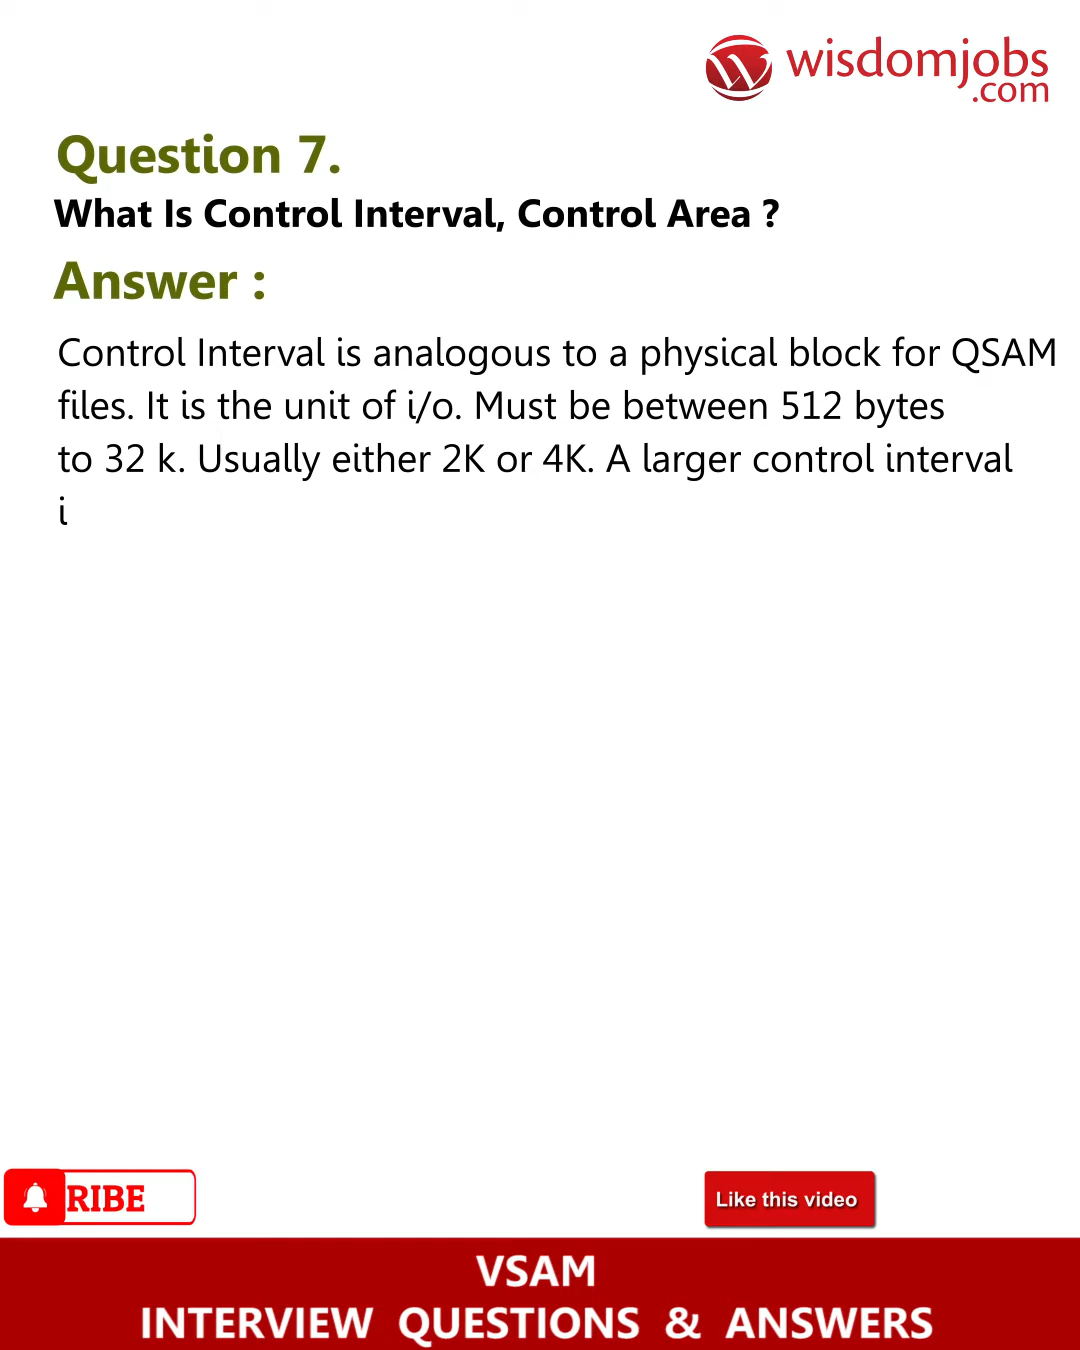 wisdomjobs
.com
Question 7.
What Is Control Interval, Control Area ?
Answer :
Control Interval is analogous to a physical block for QSAM
files. It is the unit of i/o. Must be between 512 bytes
to 32 k. Usually either 2K or 4K. A larger control interval
i
RIBE
Like this video
VSAM
INTERVIEW QUESTIONS & ANSWERS